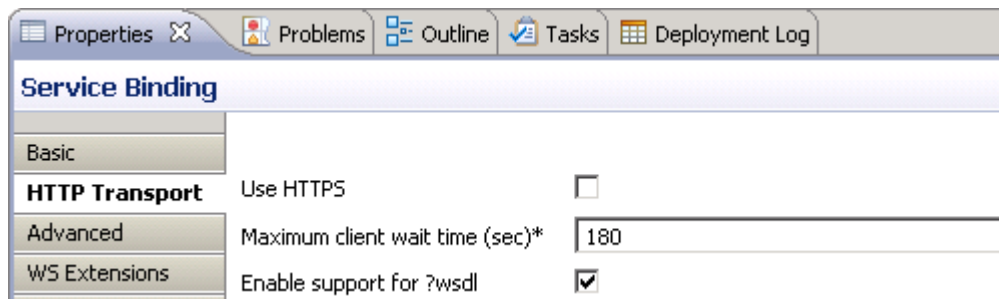 Properties Problems Outline Tasks Deployment Log
Service Binding
Basic
HTTP Transport Use HTTPS
Advanced Maximum client wait time (sec)* 180
WS Extensions Enable support for ?wsdl